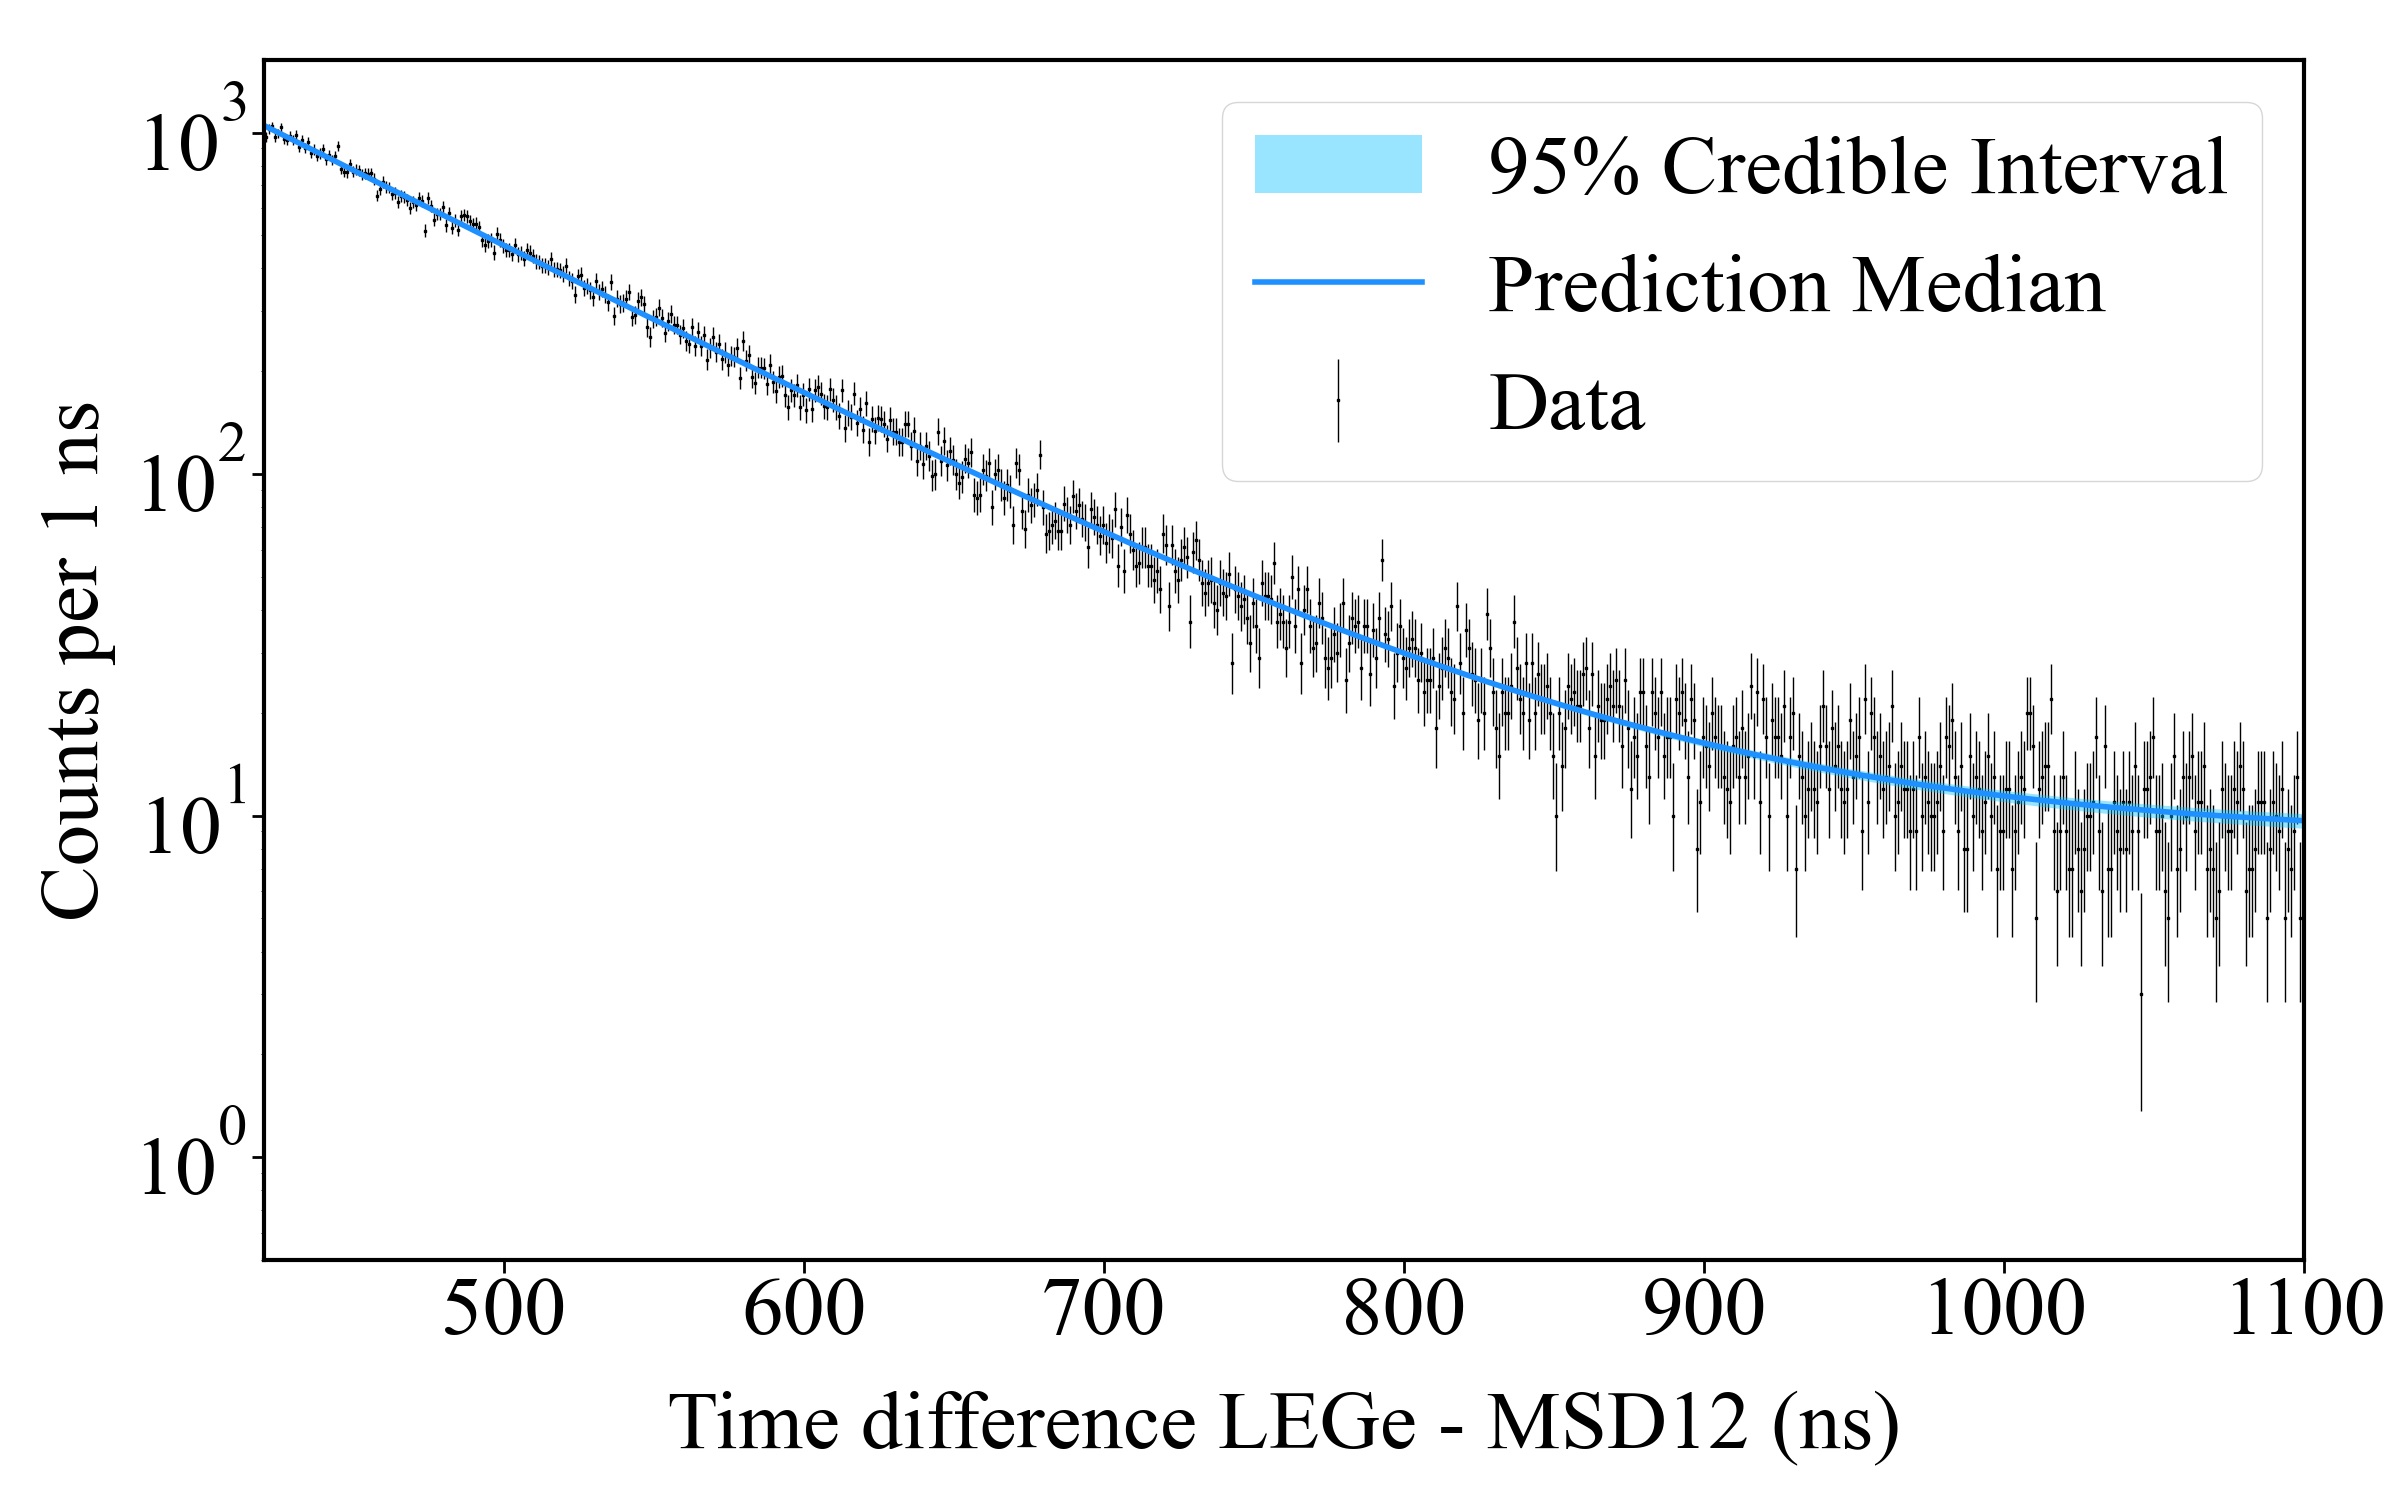 95% Credible Interval
Prediction Median
Data
Counts per 1 ns
10^3
10^2
10^1
10^0
500 600 700 800 900 1000 1100
Time difference LEGe - MSD12 (ns)